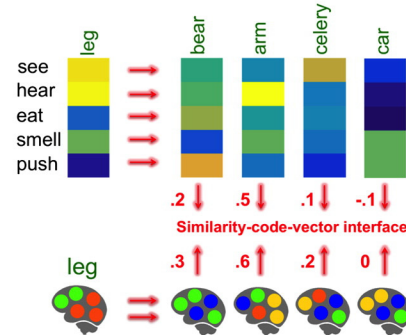 leg bear arm celery car
see
hear
eat
smell
push
.2 .5 .1 -.1
Similarity-code-vector interface
.3 .6 .2 0
leg